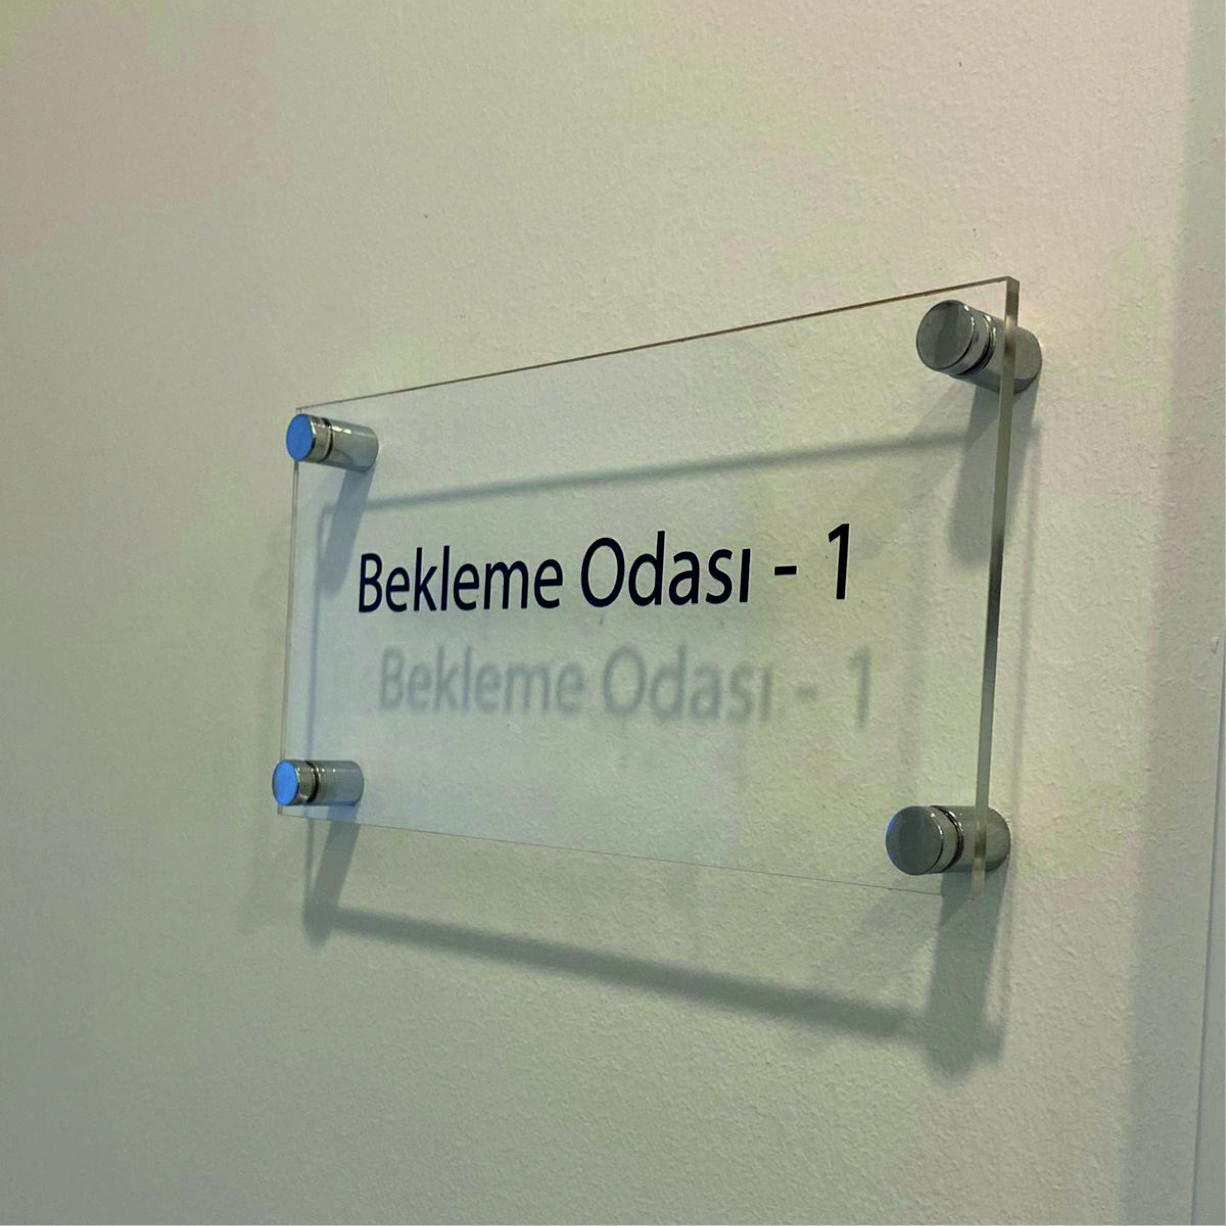 Bekleme Odası - 1